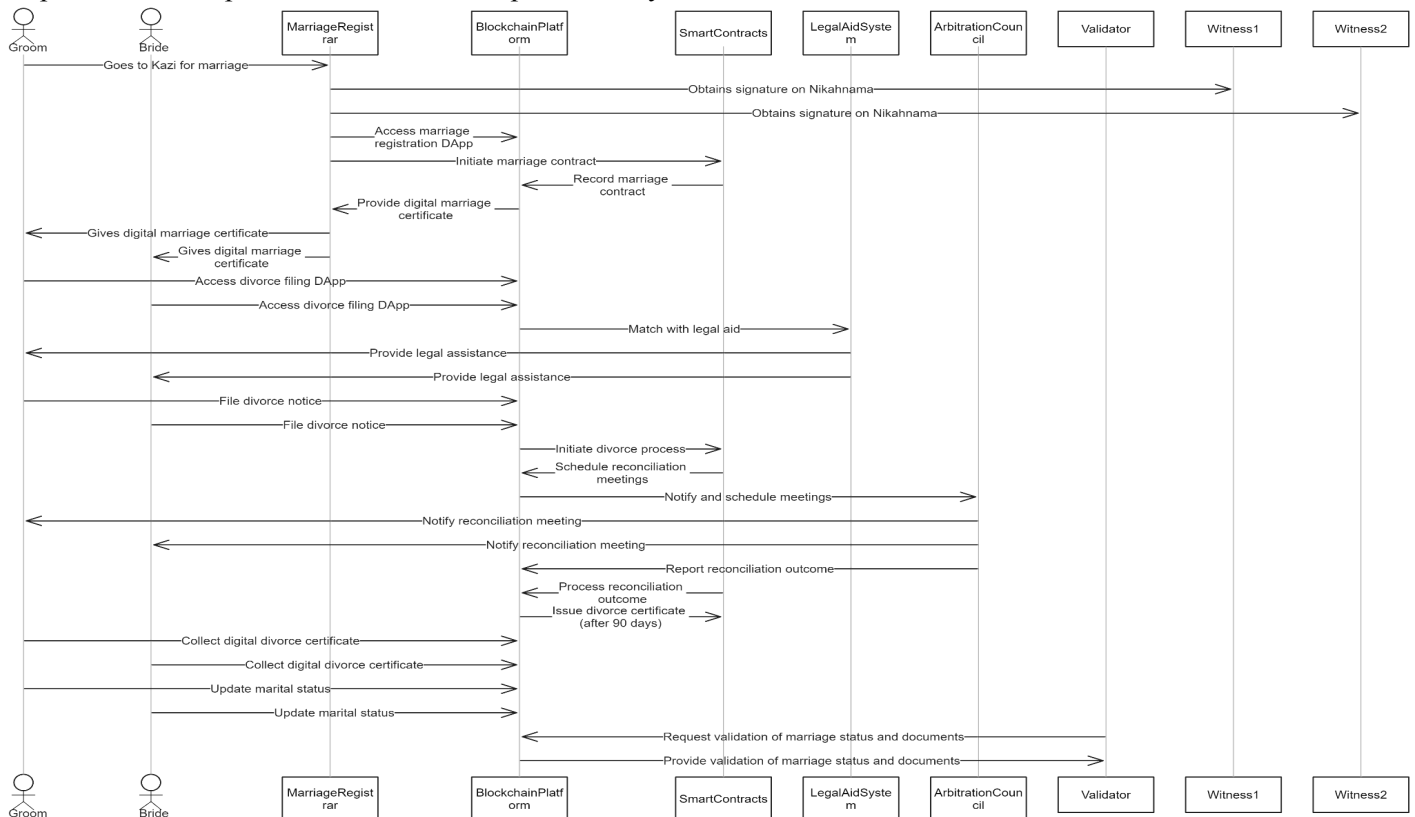 Groom
Bride
MarriageRegist
rar
BlockchainPlatf
orm
SmartContracts
LegalAidSyste
m
ArbitrationCoun
cil
Validator
Witness1
Witness2
Goes to Kazi for marriage
Obtains signature on Nikahnama
Obtains signature on Nikahnama
Access marriage
registration DApp
Initiate marriage contract
Record marriage
contract
Provide digital marriage
certificate
Gives digital marriage certificate
Gives digital marriage
certificate
Access divorce filing DApp
Access divorce filing DApp
Match with legal aid
Provide legal assistance
Provide legal assistance
File divorce notice
File divorce notice
Initiate divorce process
Schedule reconciliation
meetings
Notify and schedule meetings
Notify reconciliation meeting
Notify reconciliation meeting
Report reconciliation outcome
Process reconciliation
outcome
Issue divorce certificate
(after 90 days)
Collect digital divorce certificate
Collect digital divorce certificate
Update marital status
Update marital status
Request validation of marriage status and documents
Provide validation of marriage status and documents
Groom
Bride
MarriageRegist
rar
BlockchainPlatf
orm
SmartContracts
LegalAidSyste
m
ArbitrationCoun
cil
Validator
Witness1
Witness2